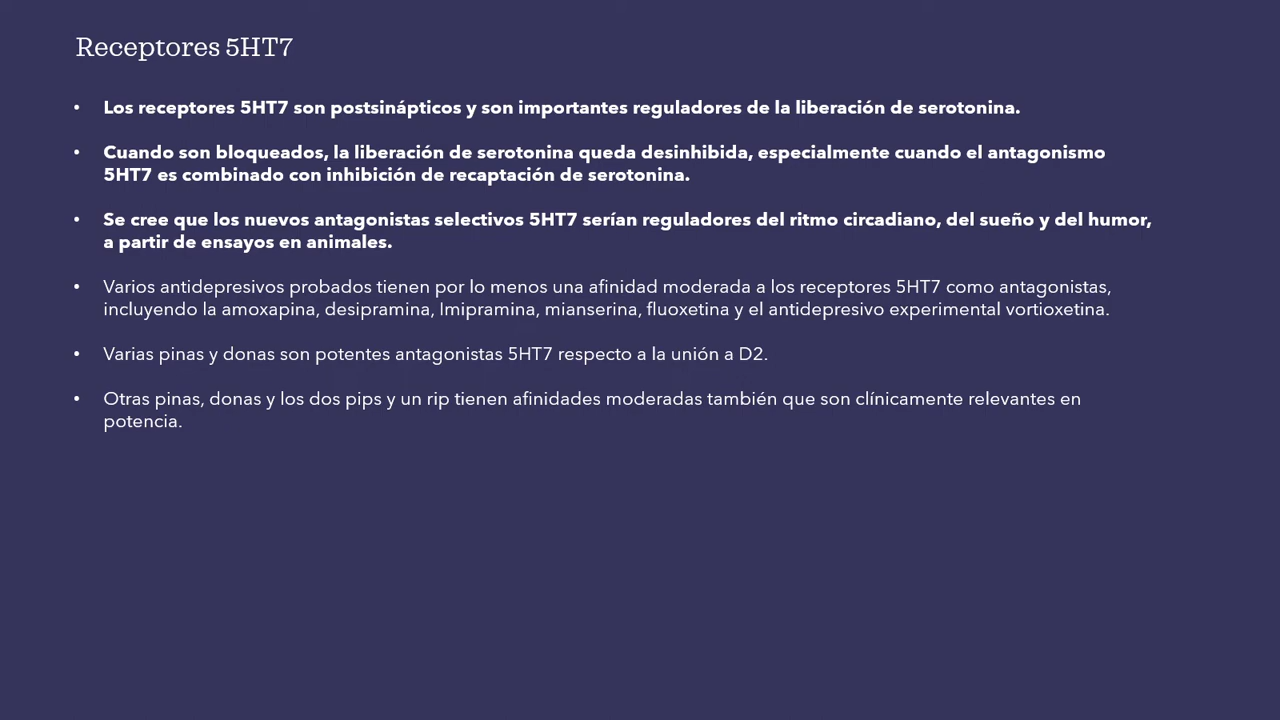 Receptores 5HT7
• Los receptores 5HT7 son postsinápticos y son importantes reguladores de la liberación de serotonina.
• Cuando son bloqueados, la liberación de serotonina queda desinhibida, especialmente cuando el antagonismo
5HT7 es combinado con inhibición de recaptación de serotonina.
• Se cree que los nuevos antagonistas selectivos 5HT7 serían reguladores del ritmo circadiano, del sueño y del humor,
a partir de ensayos en animales.
• Varios antidepresivos probados tienen por lo menos una afinidad moderada a los receptores 5HT7 como antagonistas,
incluyendo la amoxapina, desipramina, Imipramina, mianserina, fluoxetina y el antidepresivo experimental vortioxetina.
• Varias pinas y donas son potentes antagonistas 5HT7 respecto a la unión a D2.
• Otras pinas, donas y los dos pips y un rip tienen afinidades moderadas también que son clínicamente relevantes en
potencia.